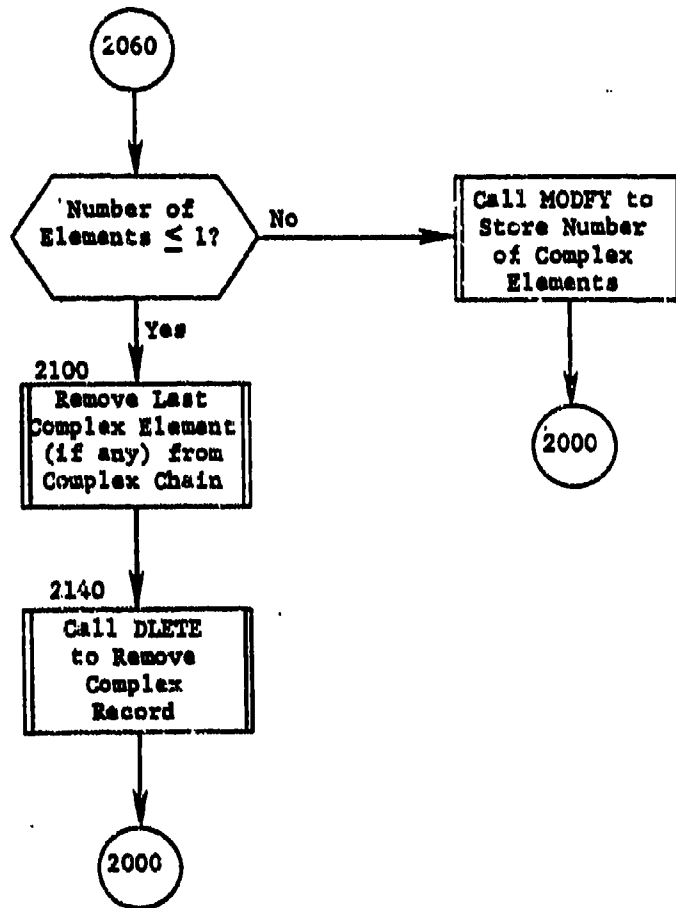 2060
Number of
Elements ≤ 1?
No
Call MODFY to
Store Number
of Complex
Elements
2000
Yes
2100
Remove Last
Complex Element
(if any) from
Complex Chain
2140
Call DLETE
to Remove
Complex
Record
2000